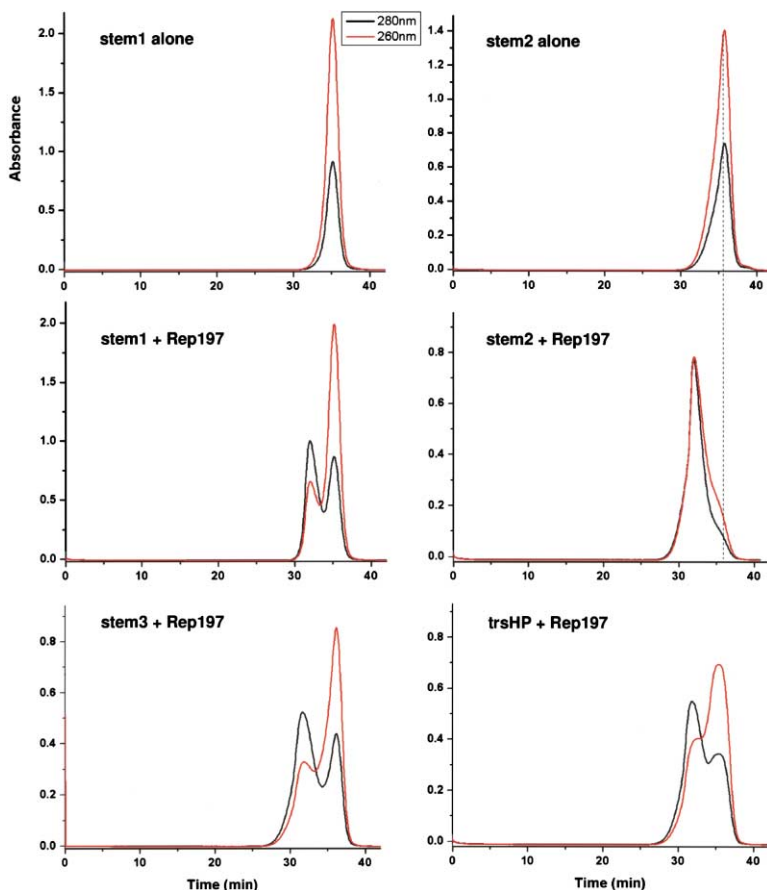 stem1 alone
280nm
260nm
stem2 alone
Absorbance
2.0
1.5
1.0
0.5
0.0
0 10 20 30 40
1.4
1.2
1.0
0.8
0.6
0.4
0.2
0.0
0 10 20 30 40
stem1 + Rep197
2.0
1.5
1.0
0.5
0.0
0 10 20 30 40
stem2 + Rep197
0.8
0.6
0.4
0.2
0.0
0 10 20 30 40
stem3 + Rep197
0.8
0.6
0.4
0.2
0.0
0 10 20 30 40
Time (min)
trsHP + Rep197
0.8
0.6
0.4
0.2
0.0
0 10 20 30 40
Time (min)